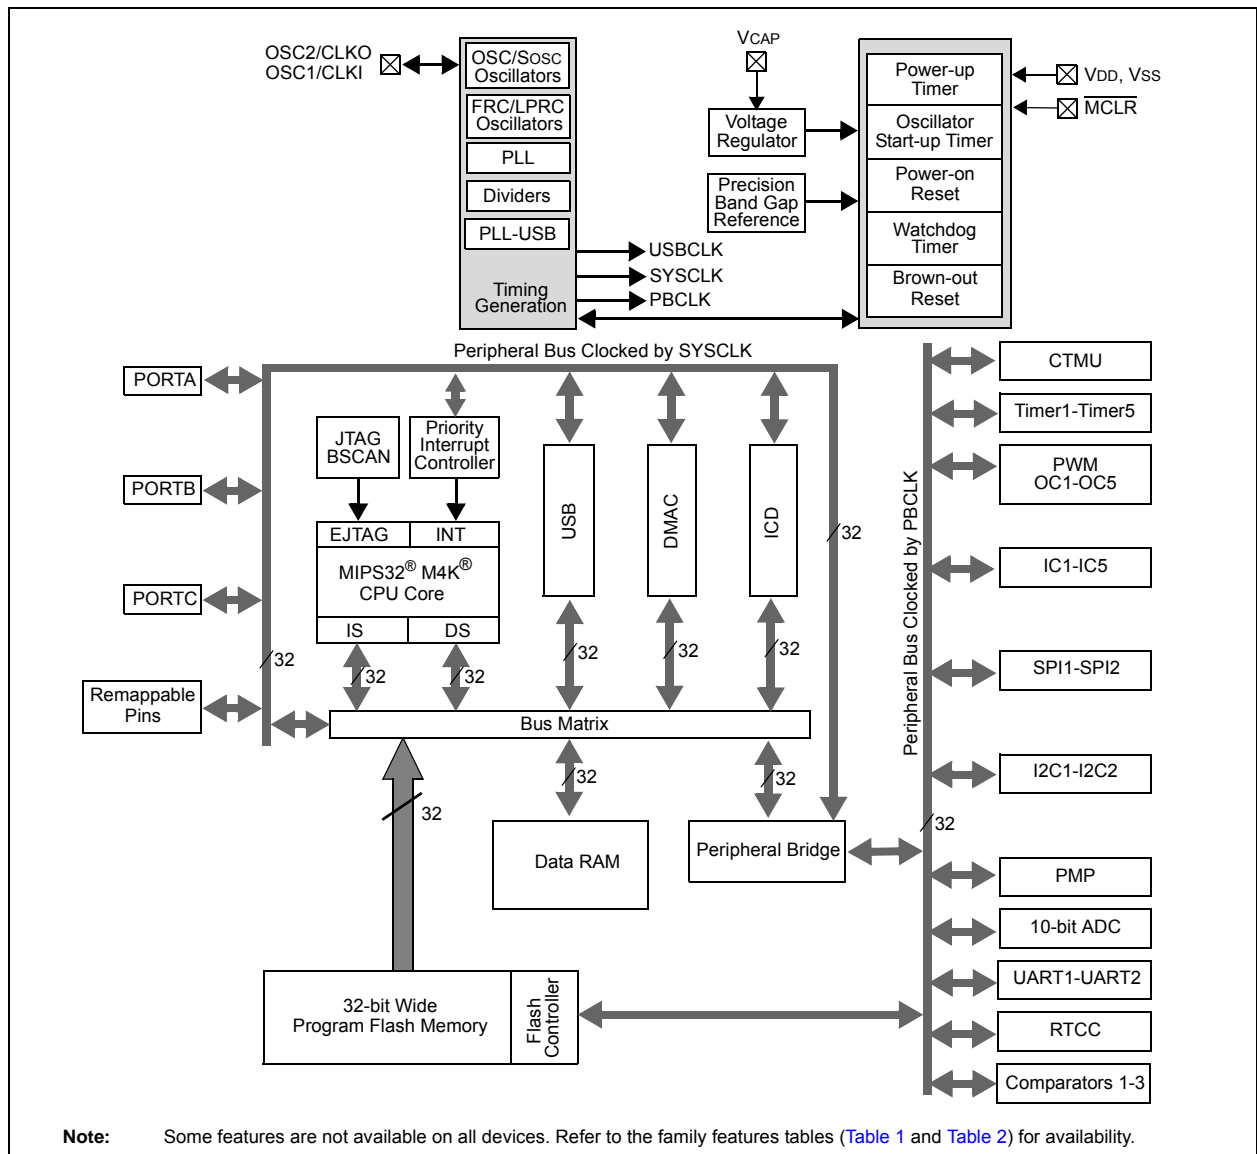 OSC2/CLKO
OSC1/CLKI
OSC/SOSC
Oscillators
FRC/LPRC
Oscillators
PLL
Dividers
PLL-USB
Timing
Generation
USBCLK
SYSCLK
PBCLK
VCAP
Voltage
Regulator
Precision
Band Gap
Reference
Power-up
Timer
Oscillator
Start-up Timer
Power-on
Reset
Watchdog
Timer
Brown-out
Reset
VDD, VSS
MCLR
Peripheral Bus Clocked by SYSCLK
PORTA
PORTB
PORTC
Remappable
Pins
32
JTAG
BSCAN
Priority
Interrupt
Controller
EJTAG
INT
MIPS32® M4K®
CPU Core
IS
DS
32
32
USB
32
DMAC
32
ICD
32
32
Bus Matrix
32
32
32
Data RAM
Peripheral Bridge
32-bit Wide
Program Flash Memory
Flash
Controller
Peripheral Bus Clocked by PBCLK
32
CTMU
Timer1-Timer5
PWM
OC1-OC5
IC1-IC5
SPI1-SPI2
I2C1-I2C2
PMP
10-bit ADC
UART1-UART2
RTCC
Comparators 1-3
Note: Some features are not available on all devices. Refer to the family features tables (Table 1 and Table 2) for availability.